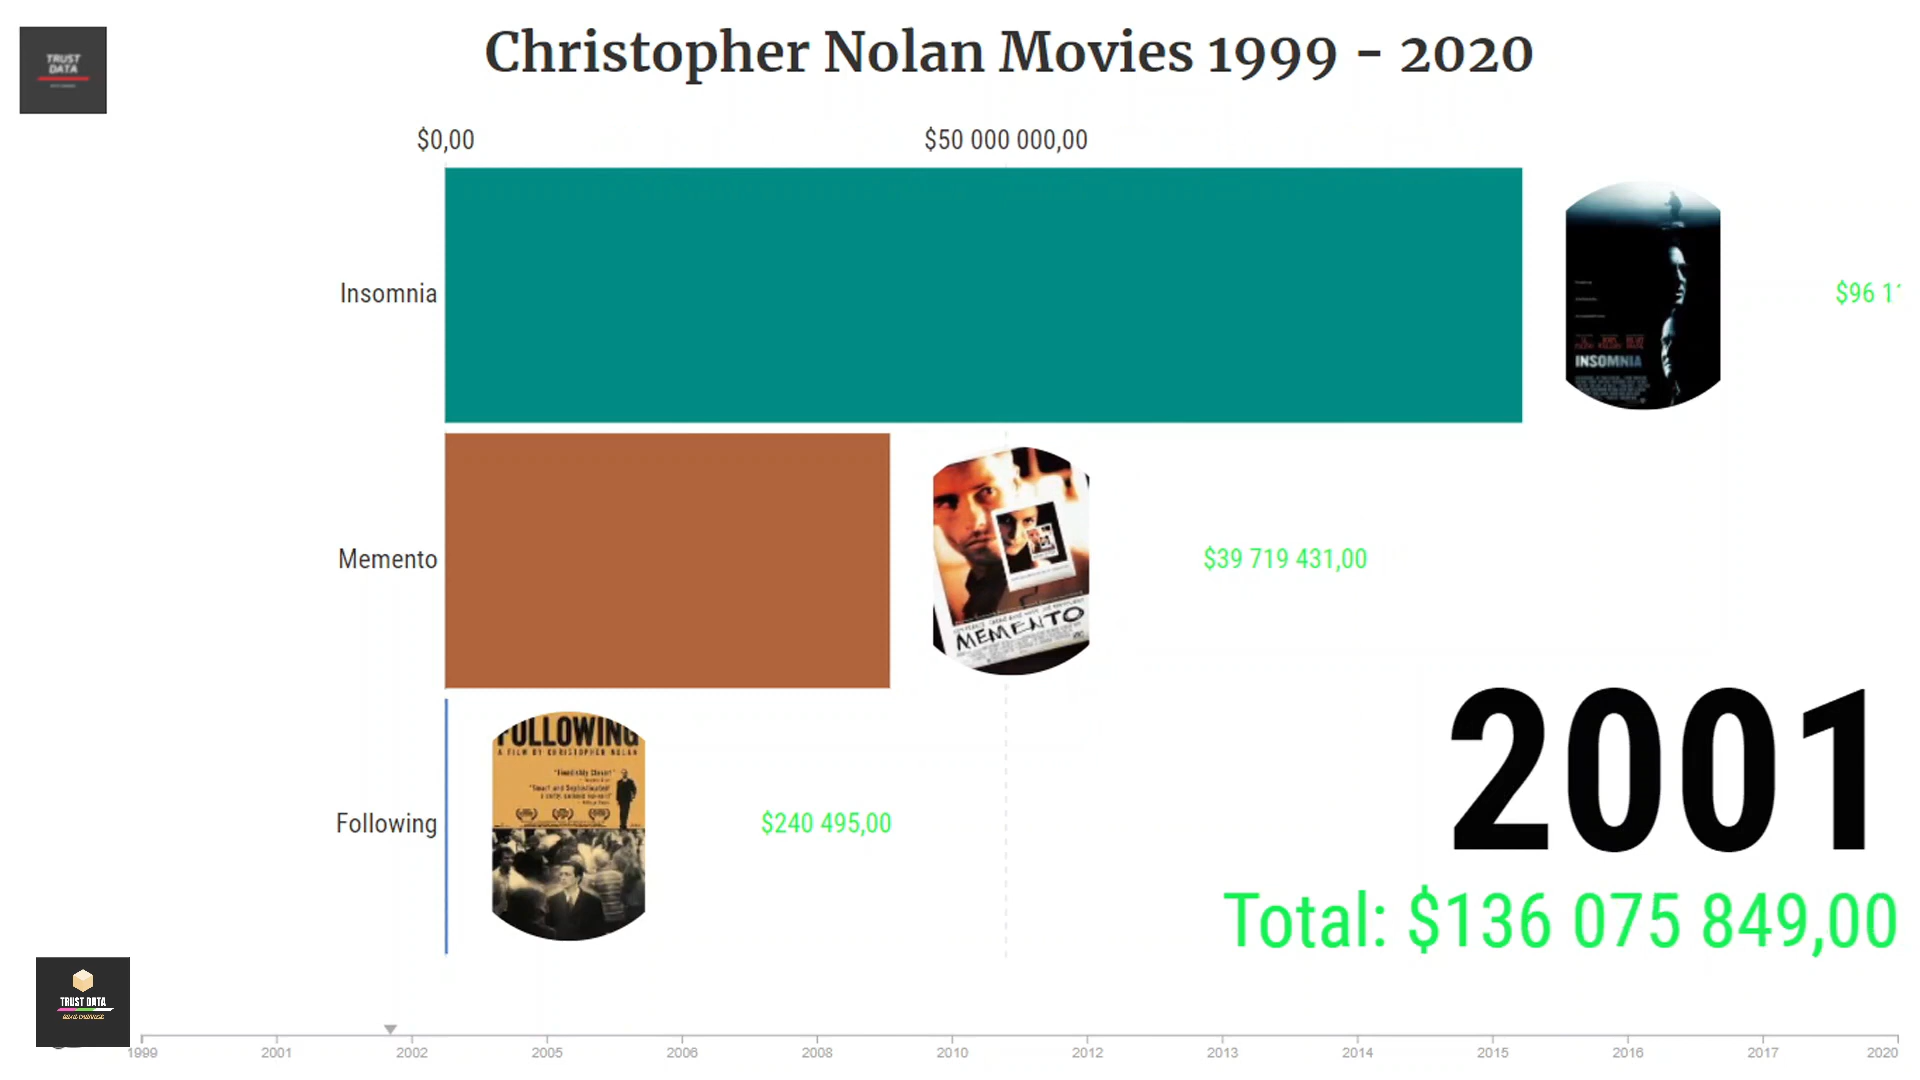 TRUST
DATA
Christopher Nolan Movies 1999 - 2020
$0,00
$50 000 000,00
Insomnia
INSOMNIA
$96 1
Memento
MEMENTO
$39 719 431,00
FOLLOWING
A FILM BY CHRISTOPHER NOLAN
Following
$240 495,00
2001
Total: $136 075 849,00
TRUST DATA
1999
2001
2002
2005
2006
2008
2010
2012
2013
2014
2015
2016
2017
2020